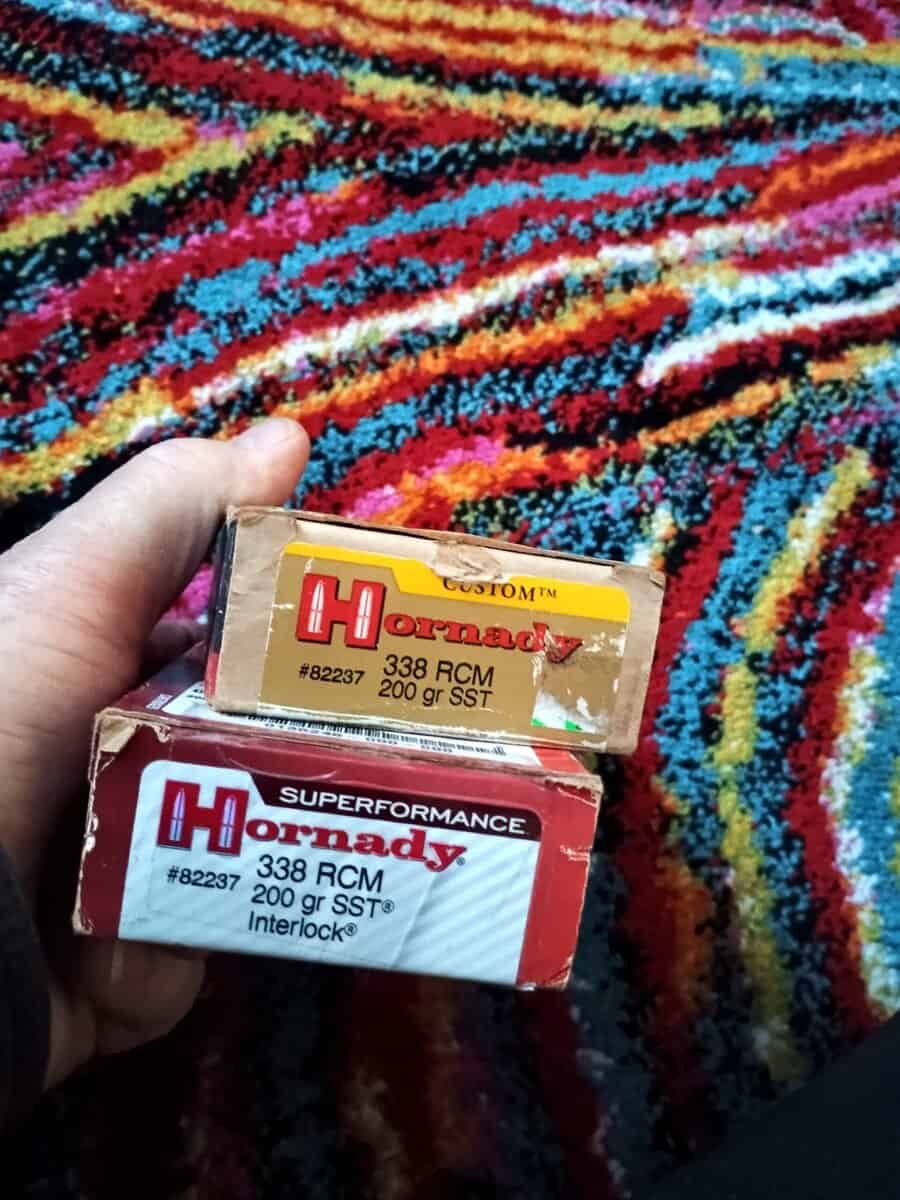 CUSTOM™
Hornady
#82237 338 RCM
200 gr SST
SUPERFORMANCE
Hornady®
#82237 338 RCM
200 gr SST®
Interlock®